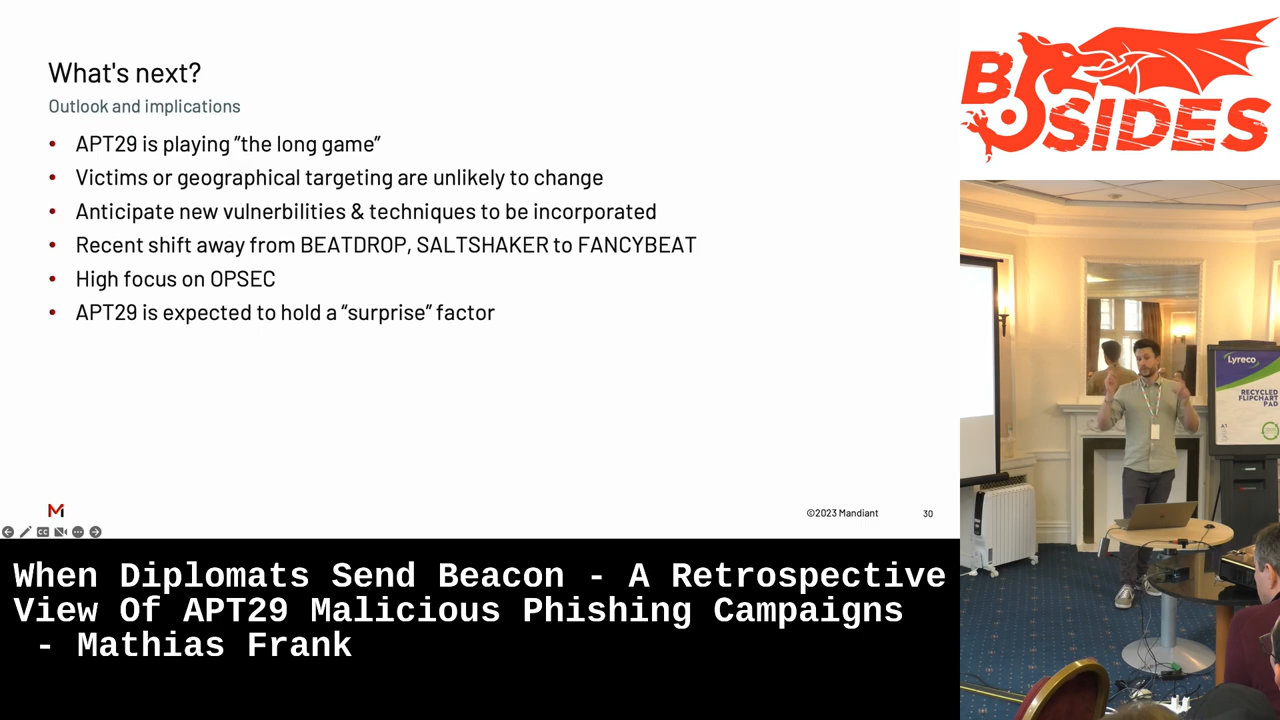 What's next?
Outlook and implications
• APT29 is playing "the long game"
• Victims or geographical targeting are unlikely to change
• Anticipate new vulnerbilities & techniques to be incorporated
• Recent shift away from BEATDROP, SALTSHAKER to FANCYBEAT
• High focus on OPSEC
• APT29 is expected to hold a “surprise” factor
M
©2023 Mandiant
30
When Diplomats Send Beacon - A Retrospective
View Of APT29 Malicious Phishing Campaigns
- Mathias Frank
BSIDES
Lyreco
RECYCLED
FLIPCHART
PAD
A1